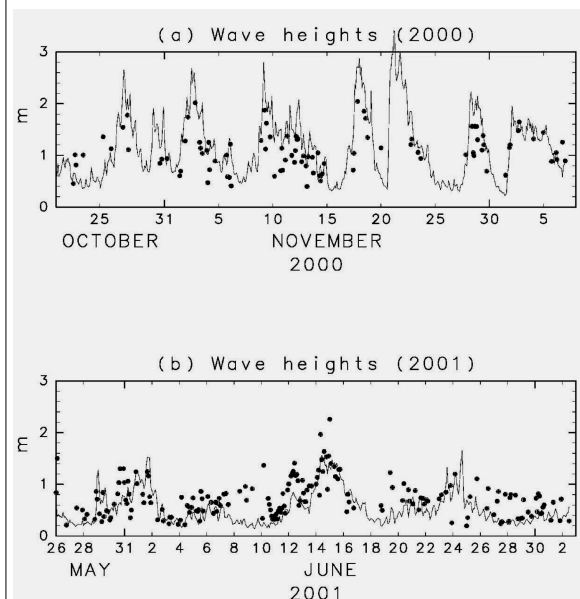 (a) Wave heights (2000)
3
2
m
1
0
25 31 5 10 15 20 25 30 5
OCTOBER NOVEMBER
2000
(b) Wave heights (2001)
3
2
m
1
0
26 28 31 2 4 6 8 10 12 14 16 18 20 22 24 26 28 30 2
MAY JUNE
2001